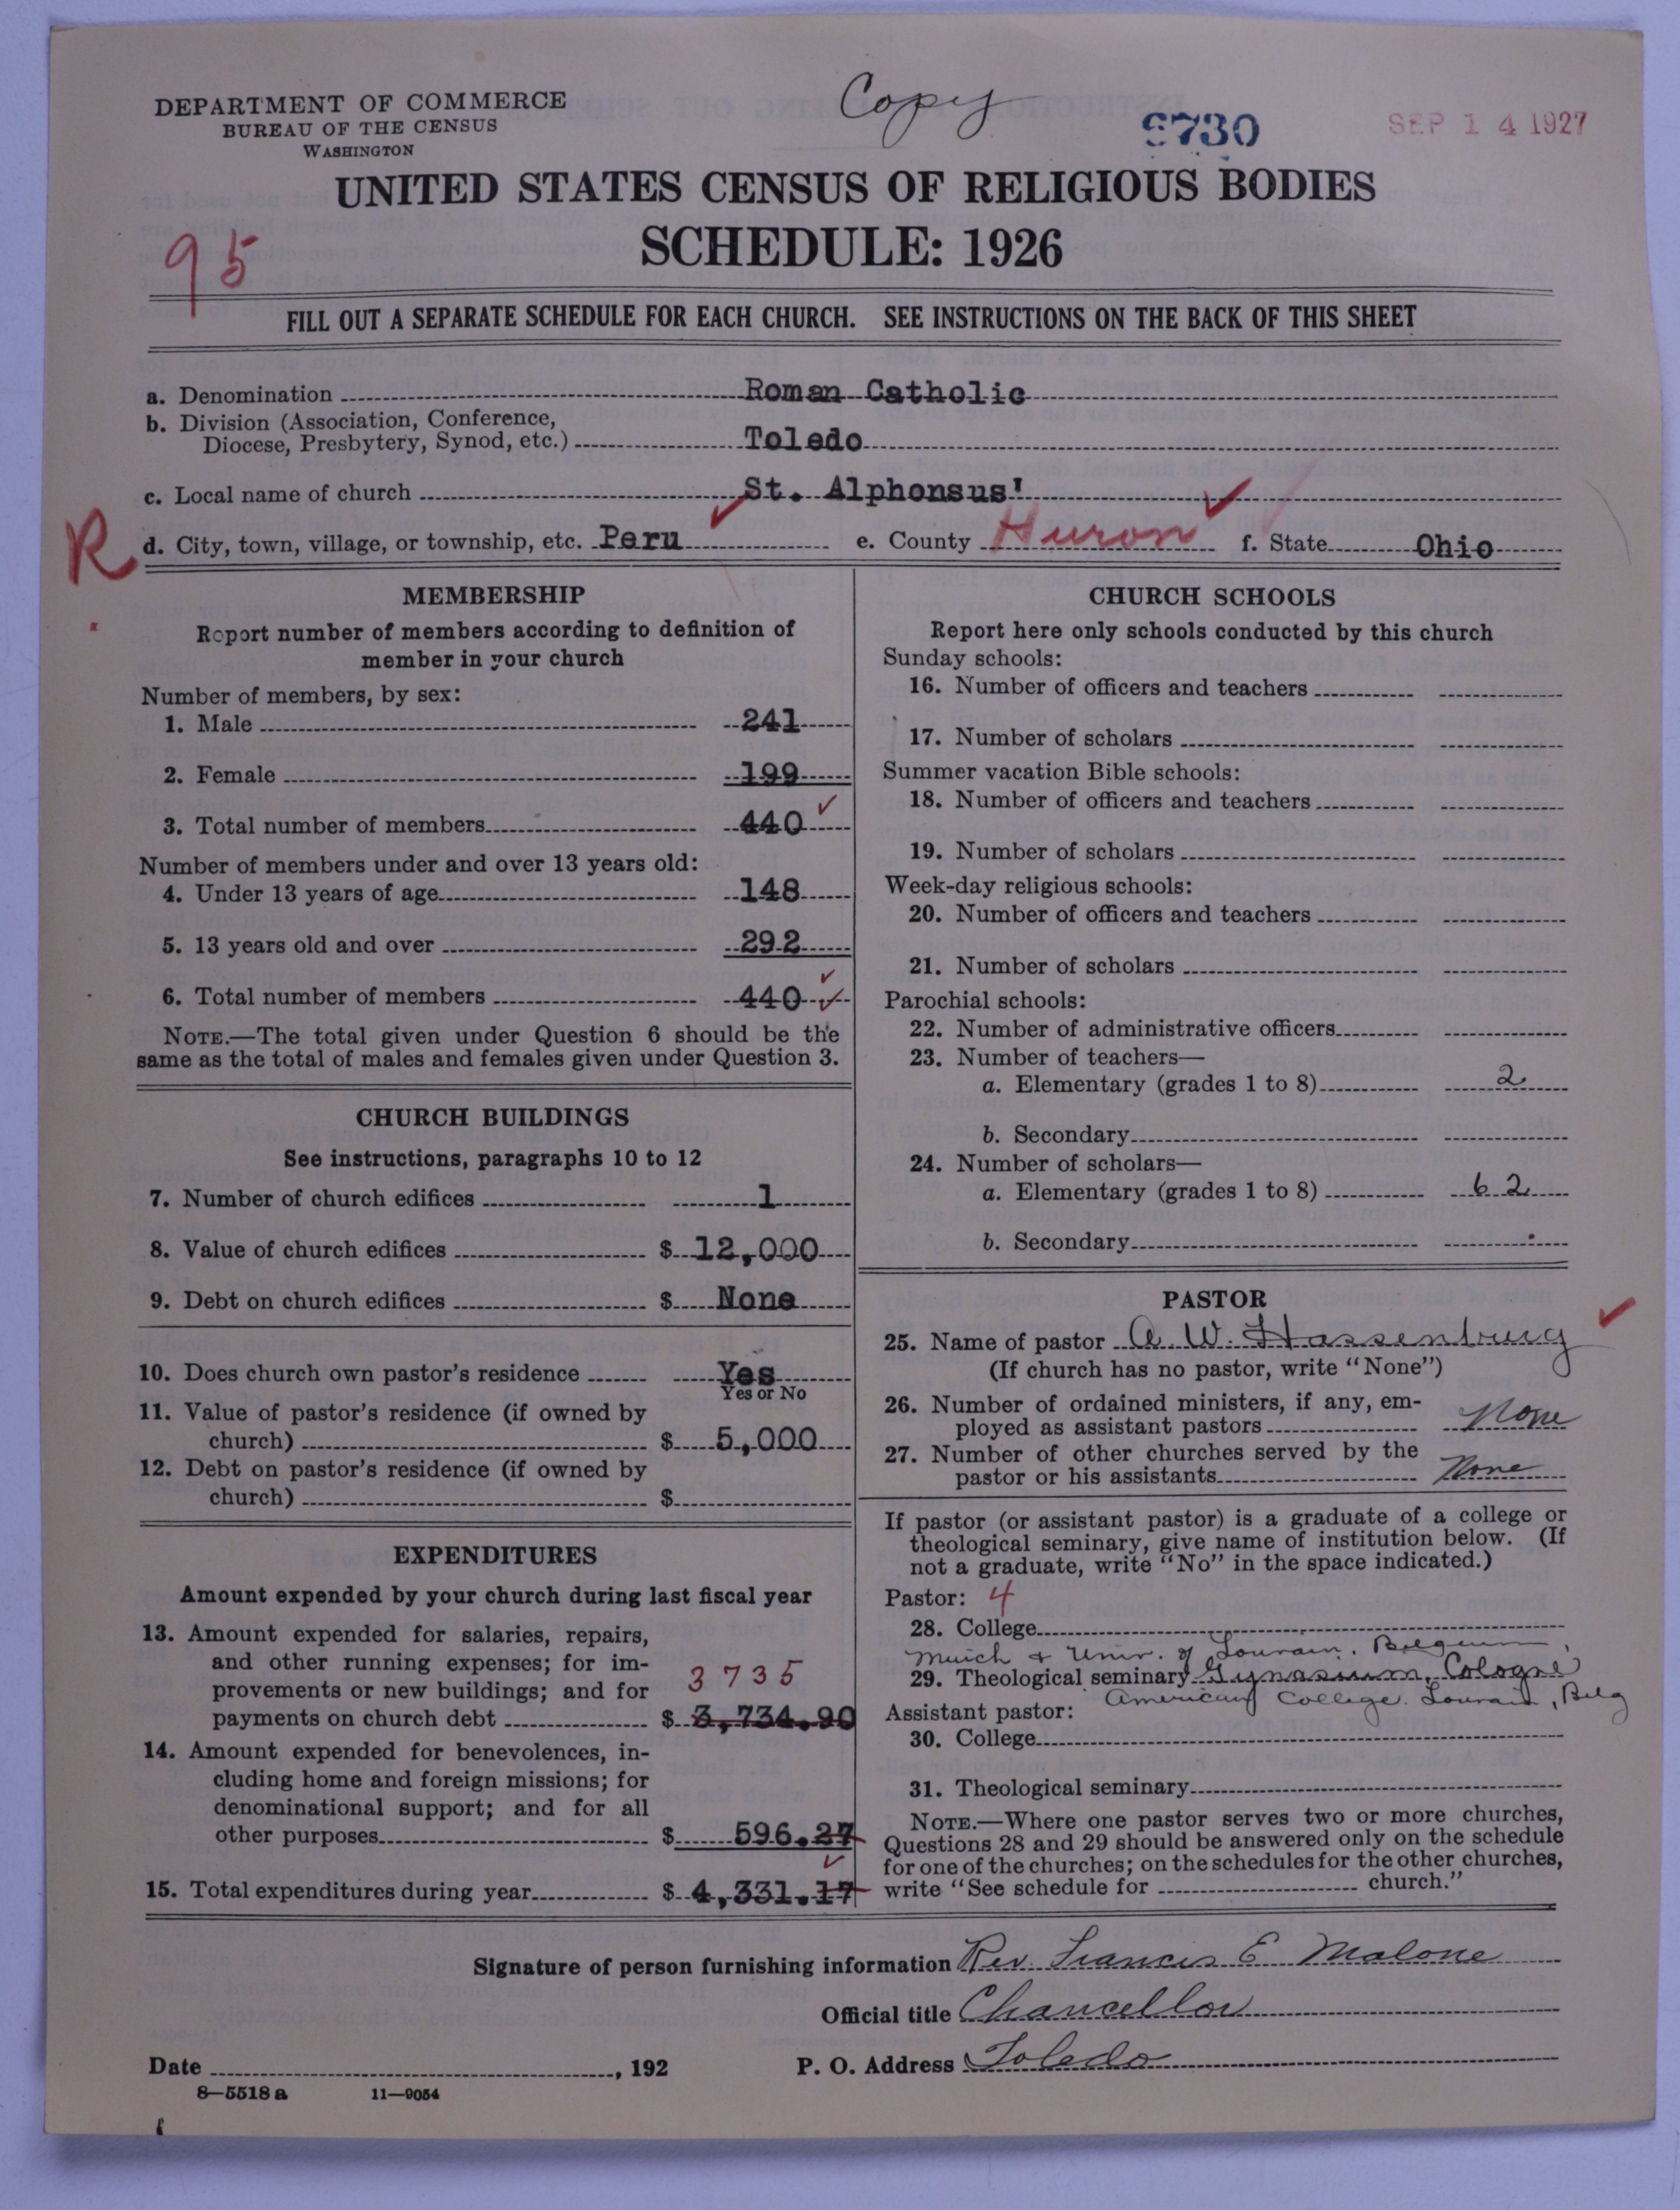 DEPARTMENT OF COMMERCE
BUREAU OF THE CENSUS
WASHINGTON
Copy
9730
SEP 14 1927
UNITED STATES CENSUS OF RELIGIOUS BODIES
SCHEDULE: 1926
95
FILL OUT A SEPARATE SCHEDULE FOR EACH CHURCH. SEE INSTRUCTIONS ON THE BACK OF THIS SHEET
a. Denomination Roman Catholic
b. Division (Association, Conference,
Diocese, Presbytery, Synod, etc.) Toledo
c. Local name of church St. Alphonsus'
R
d. City, town, village, or township, etc. Peru e. County Huron f. State Ohio
MEMBERSHIP
Report number of members according to definition of
member in your church
Number of members, by sex:
1. Male 241
2. Female 199
3. Total number of members 440
Number of members under and over 13 years old:
4. Under 13 years of age 148
5. 13 years old and over 292
6. Total number of members 440
NOTE.—The total given under Question 6 should be the
same as the total of males and females given under Question 3.
CHURCH BUILDINGS
See instructions, paragraphs 10 to 12
7. Number of church edifices 1
8. Value of church edifices $ 12,000
9. Debt on church edifices $ None
10. Does church own pastor's residence Yes
Yes or No
11. Value of pastor's residence (if owned by
church) $ 5,000
12. Debt on pastor's residence (if owned by
church) $
EXPENDITURES
Amount expended by your church during last fiscal year
13. Amount expended for salaries, repairs,
and other running expenses; for im-
provements or new buildings; and for 3735
payments on church debt $ 3,734.90
14. Amount expended for benevolences, in-
cluding home and foreign missions; for
denominational support; and for all
other purposes $ 596.27
15. Total expenditures during year $ 4,331.17
CHURCH SCHOOLS
Report here only schools conducted by this church
Sunday schools:
16. Number of officers and teachers
17. Number of scholars
Summer vacation Bible schools:
18. Number of officers and teachers
19. Number of scholars
Week-day religious schools:
20. Number of officers and teachers
21. Number of scholars
Parochial schools:
22. Number of administrative officers
23. Number of teachers—
a. Elementary (grades 1 to 8) 2
b. Secondary
24. Number of scholars—
a. Elementary (grades 1 to 8) 62
b. Secondary
PASTOR
25. Name of pastor A. W. Hassenbrug
(If church has no pastor, write "None")
26. Number of ordained ministers, if any, em-
ployed as assistant pastors None
27. Number of other churches served by the
pastor or his assistants None
If pastor (or assistant pastor) is a graduate of a college or
theological seminary, give name of institution below. (If
not a graduate, write "No" in the space indicated.)
Pastor: 4
28. College
& Univ. of Louvain, Belgium,
29. Theological seminary Gynasium, Cologne
American College. Louvain, Belg
Assistant pastor:
30. College
31. Theological seminary
NOTE.—Where one pastor serves two or more churches,
Questions 28 and 29 should be answered only on the schedule
for one of the churches; on the schedules for the other churches,
write "See schedule for church."
Signature of person furnishing information Rev. Francis E Malone
Official title Chancellor
Date , 192 P. O. Address Toledo
8—5518a 11—9054